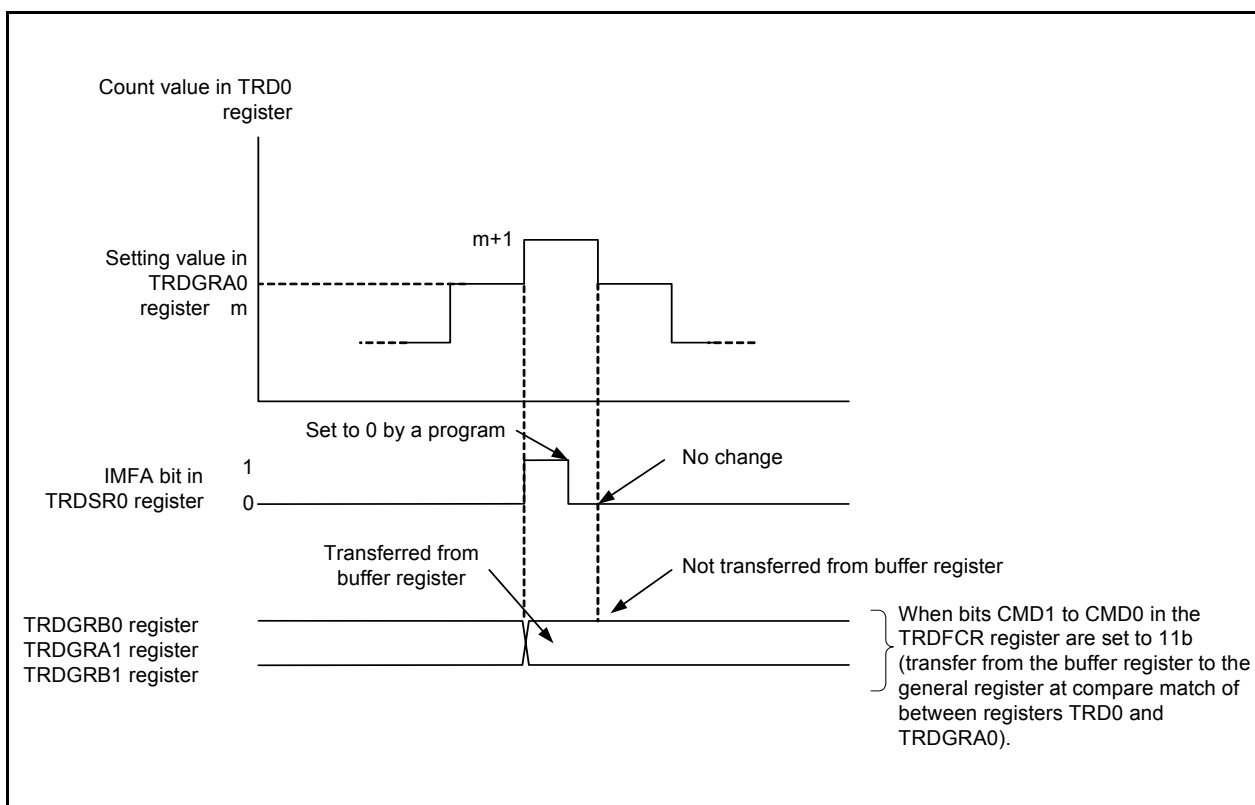 Count value in TRD0
register
m+1
Setting value in
TRDGRA0
register m
Set to 0 by a program
No change
IMFA bit in
TRDSR0 register
1
0
Transferred from
buffer register
Not transferred from buffer register
TRDGRB0 register
TRDGRA1 register
TRDGRB1 register
When bits CMD1 to CMD0 in the
TRDFCR register are set to 11b
(transfer from the buffer register to the
general register at compare match of
between registers TRD0 and
TRDGRA0).